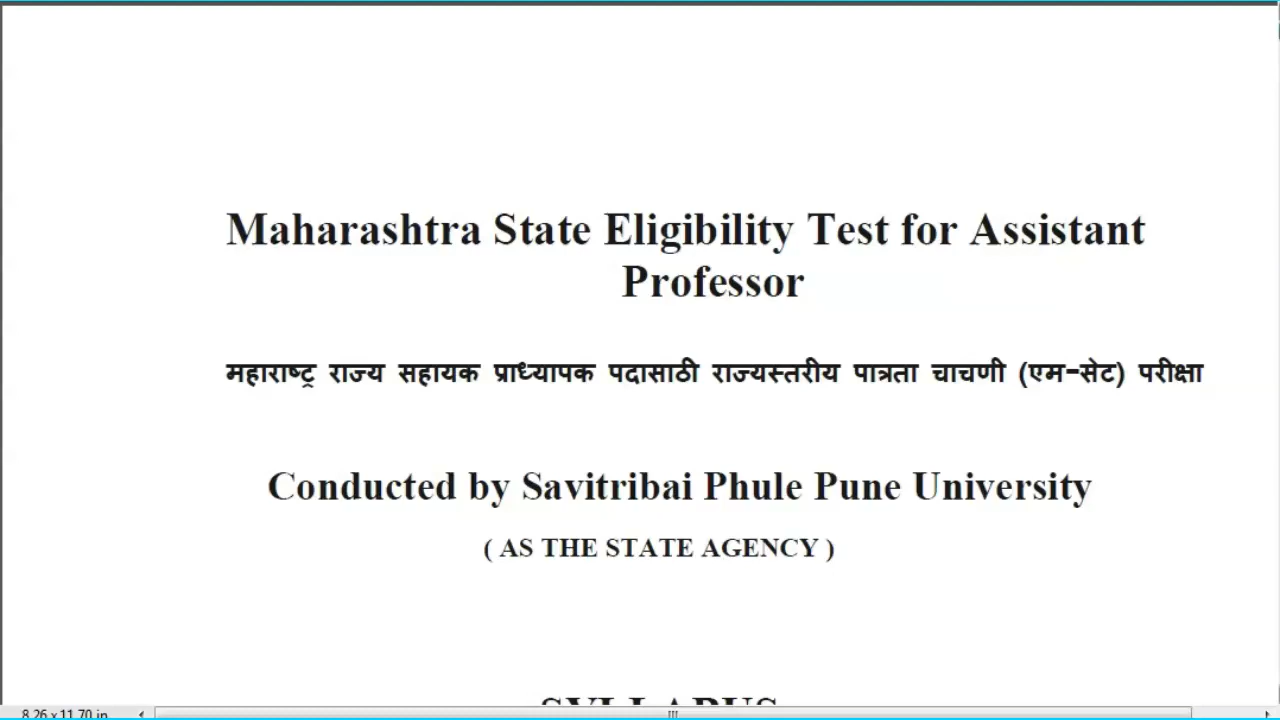 Maharashtra State Eligibility Test for Assistant
Professor
महाराष्ट्र राज्य सहायक प्राध्यापक पदासाठी राज्यस्तरीय पात्रता चाचणी (एम-सेट) परीक्षा
Conducted by Savitribai Phule Pune University
( AS THE STATE AGENCY )
SYLLABUS
8.26 x 11.70 in